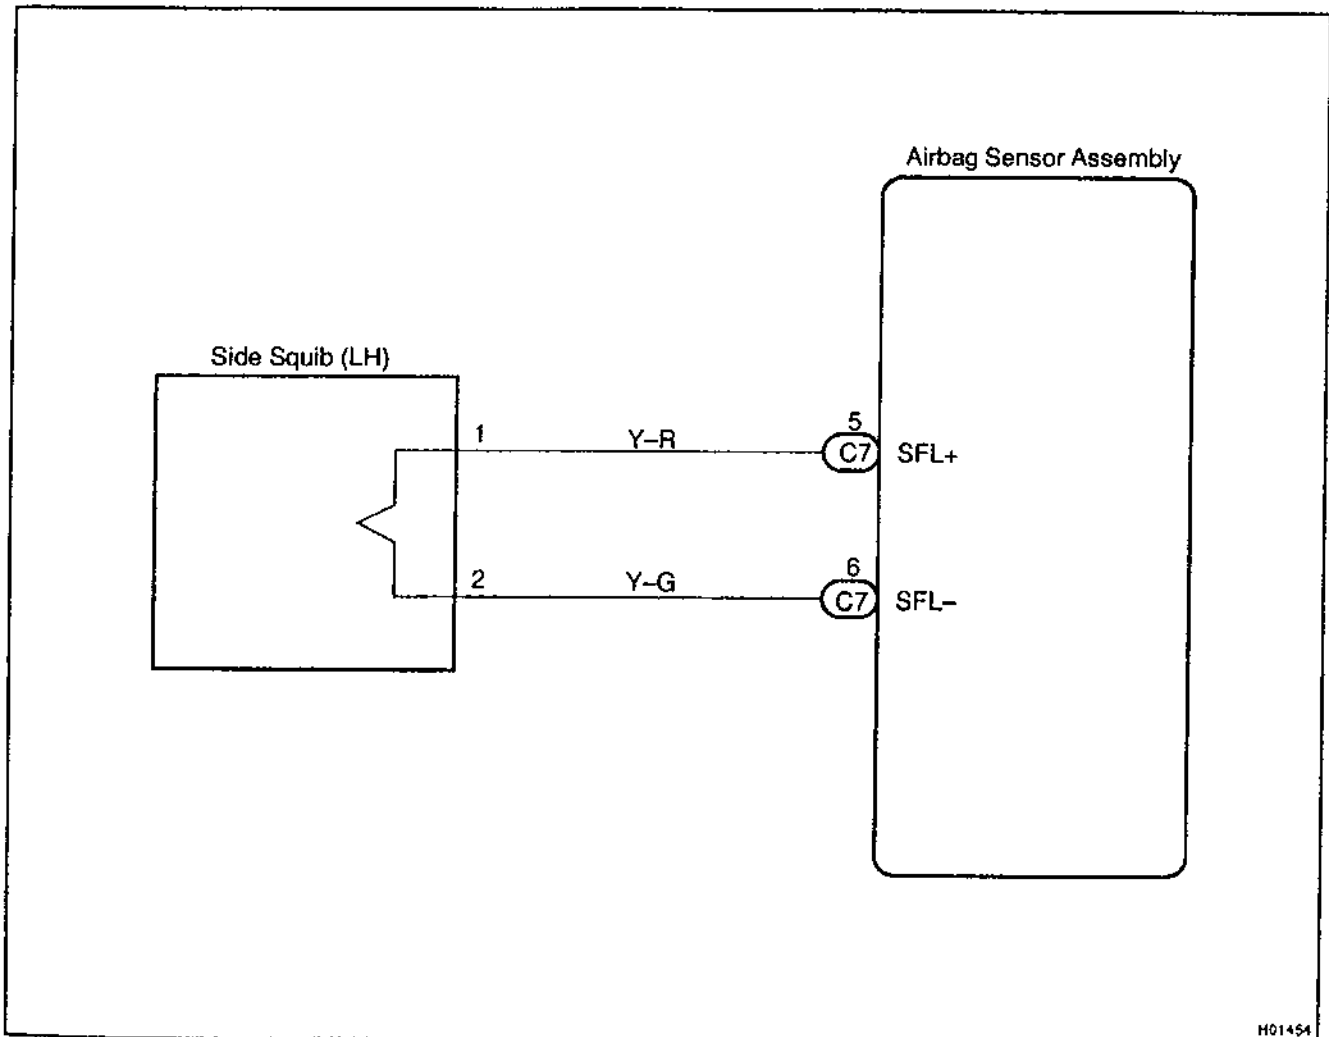 Airbag Sensor Assembly
Side Squib (LH)
1
Y–R
5
C7
SFL+
2
Y–G
6
C7
SFL–
H01454